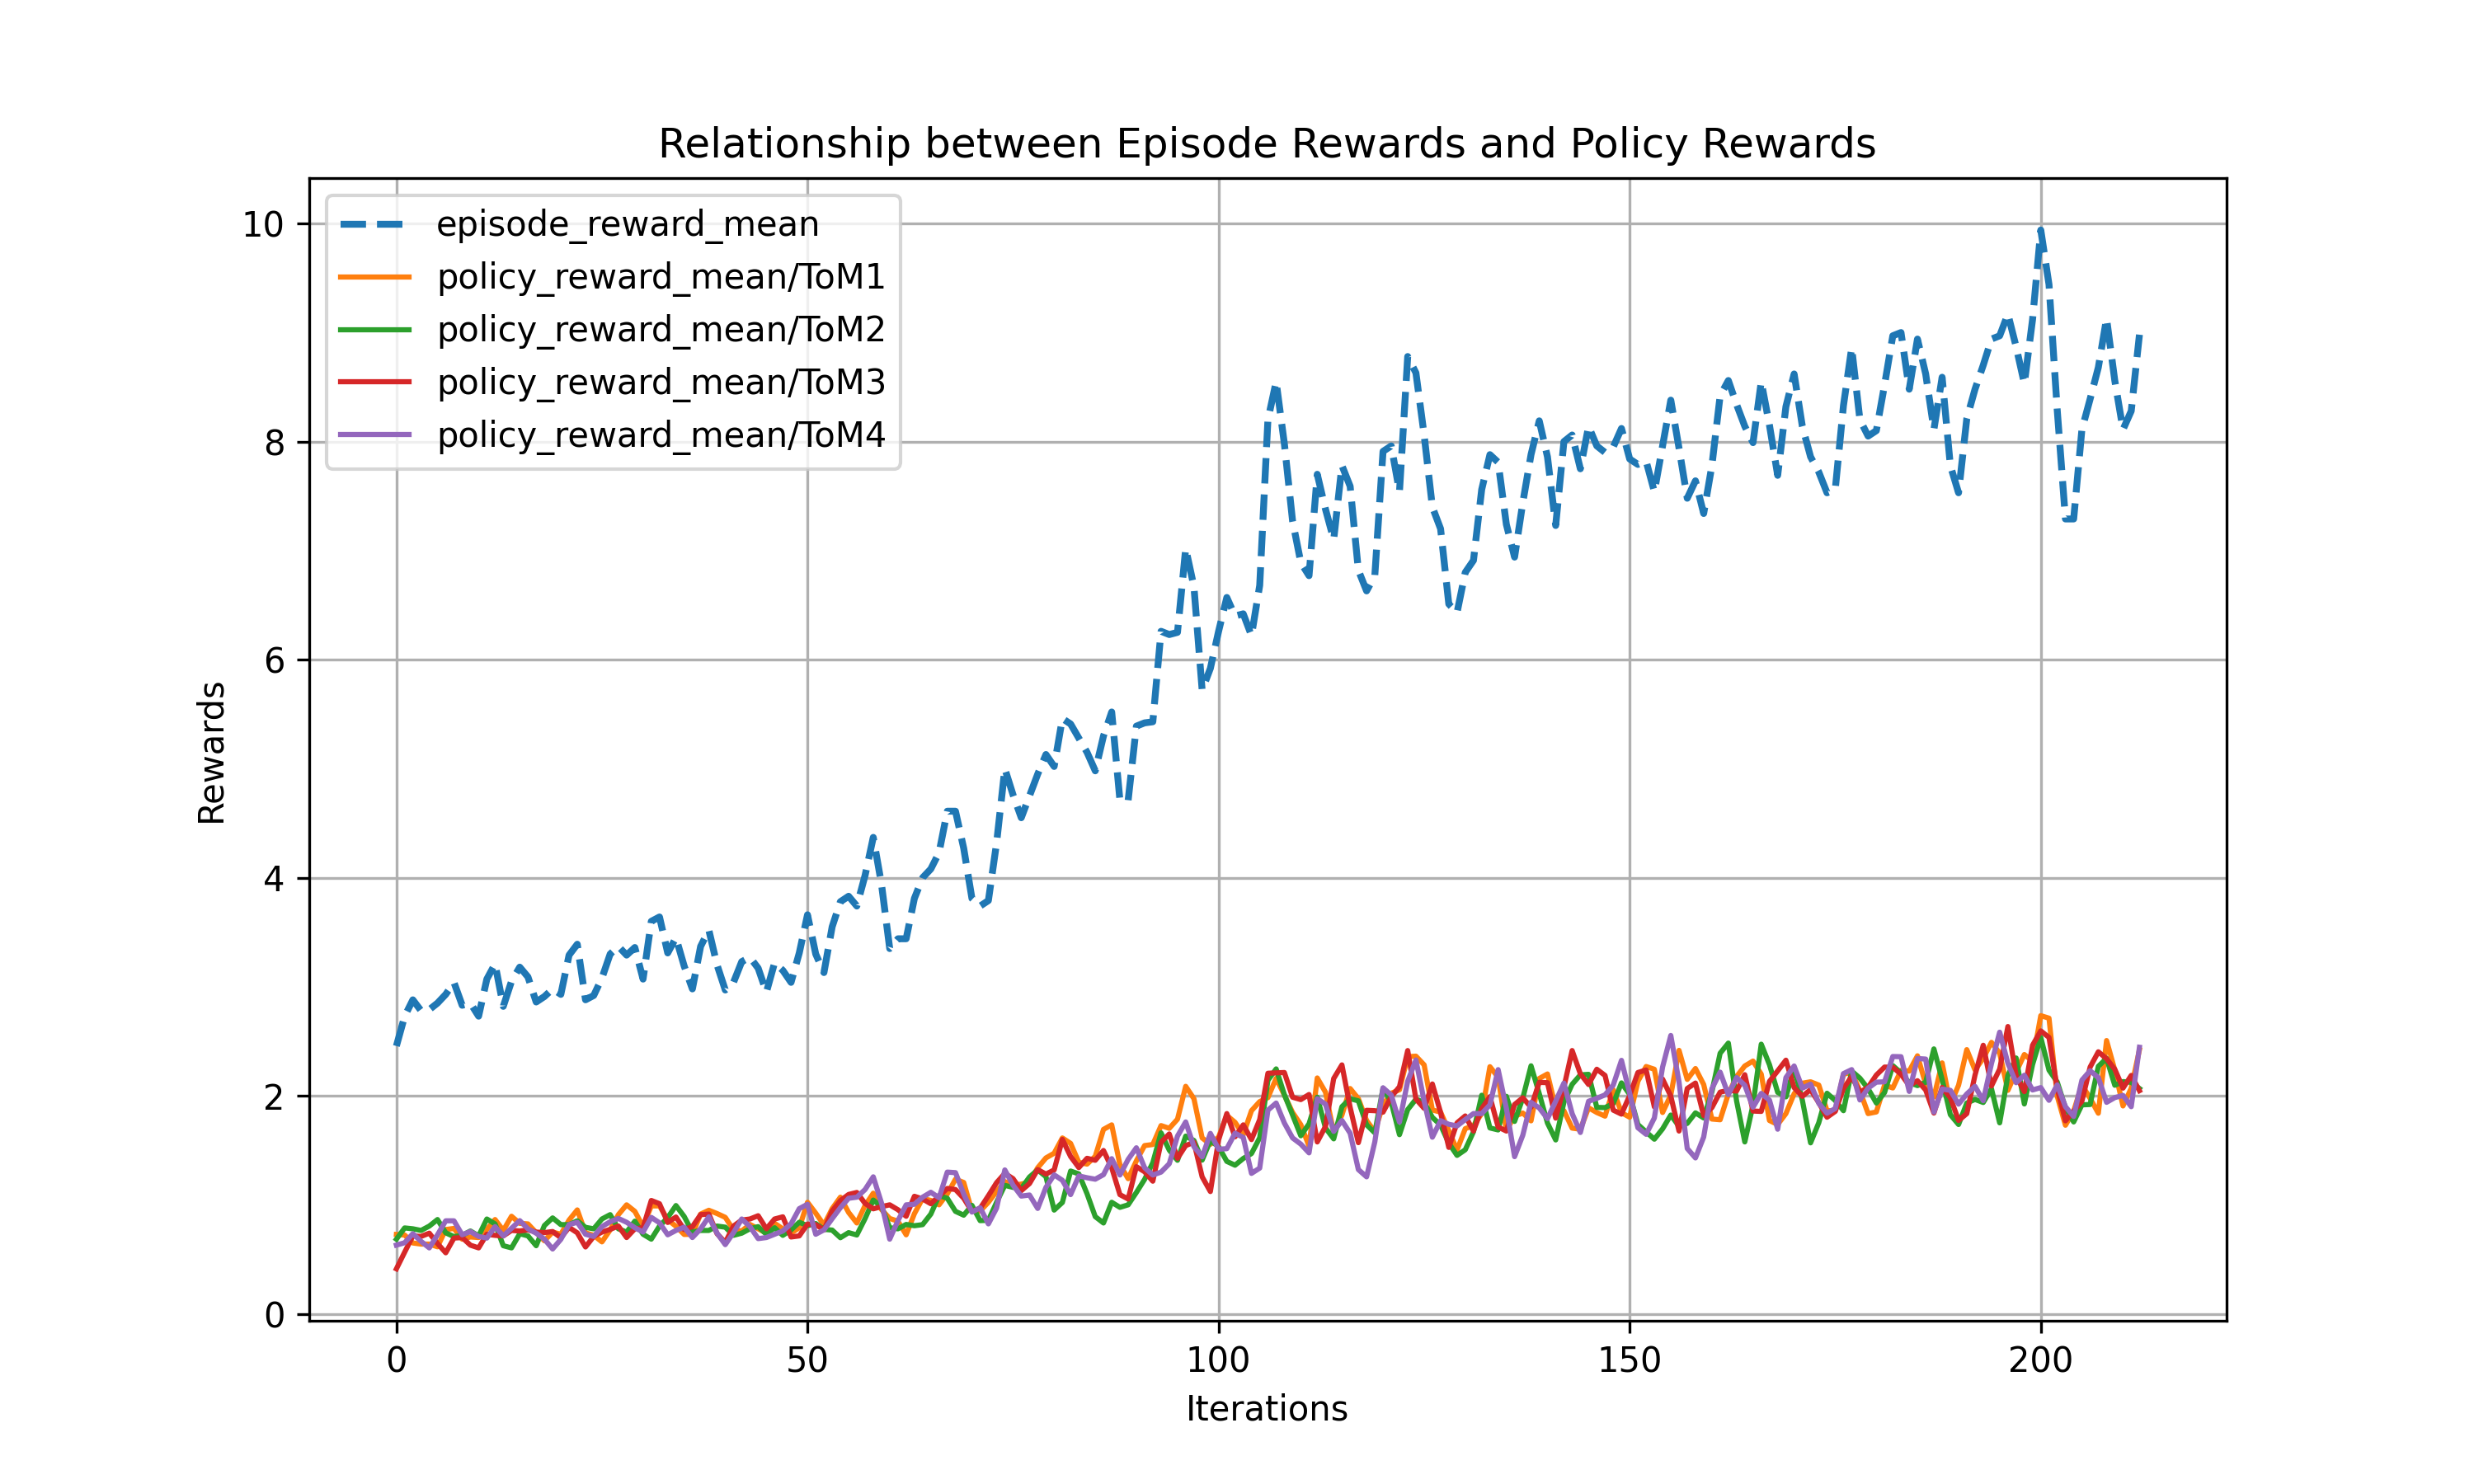 Relationship between Episode Rewards and Policy Rewards
episode_reward_mean
policy_reward_mean/ToM1
policy_reward_mean/ToM2
policy_reward_mean/ToM3
policy_reward_mean/ToM4
10
8
6
4
2
0
Rewards
0 50 100 150 200
Iterations